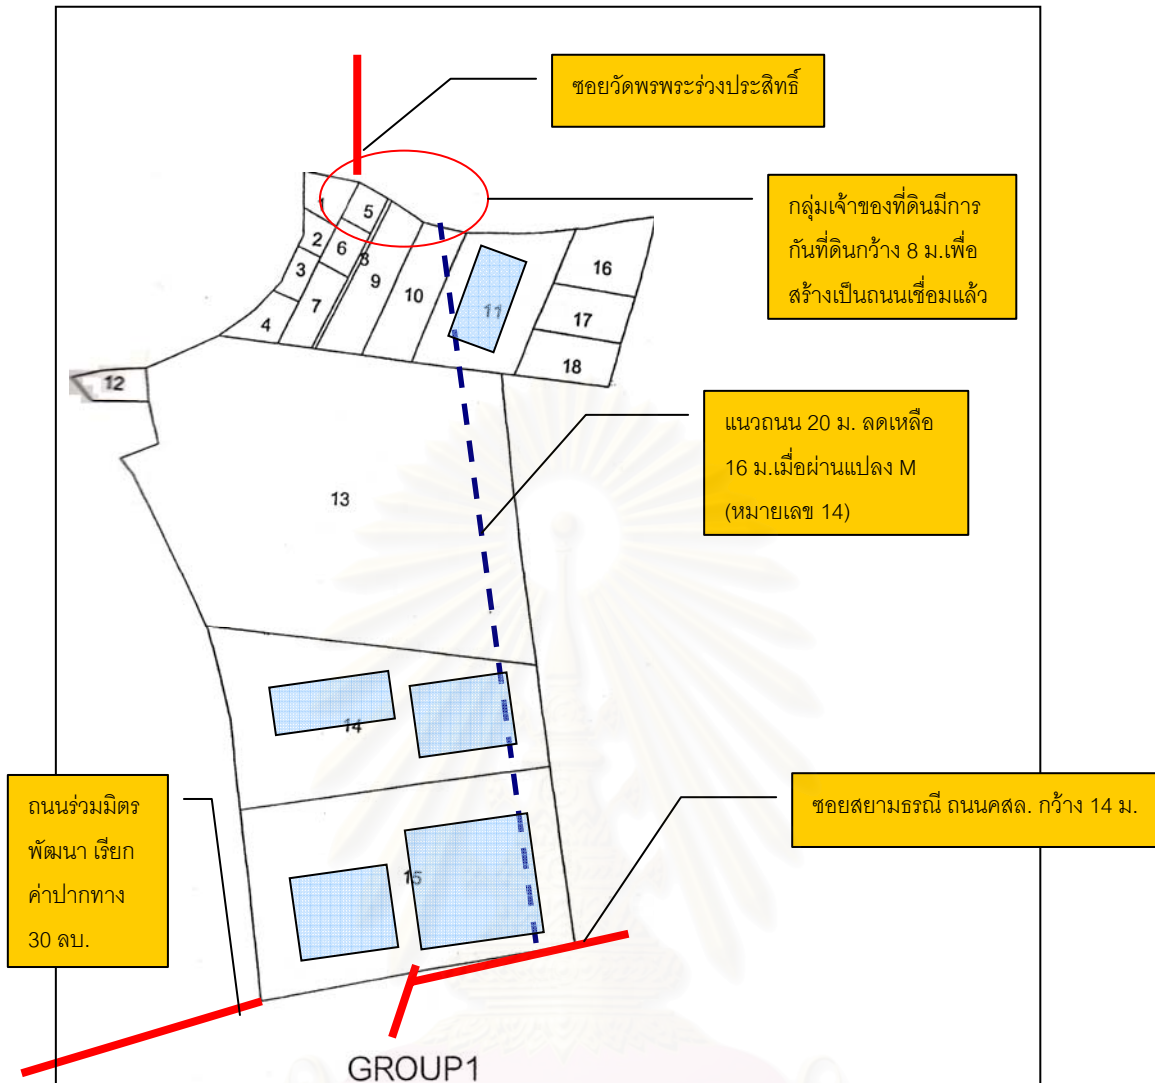 ซอยวัดพรพระร่วงประสิทธิ์
กลุ่มเจ้าของที่ดินมีการ
กันที่ดินกว้าง 8 ม.เพื่อ
สร้างเป็นถนนเชื่อมแล้ว
1
5
2
6
3
8
9
7
4
10
11
16
17
18
12
แนวถนน 20 ม. ลดเหลือ
16 ม.เมื่อผ่านแปลง M
(หมายเลข 14)
13
14
ถนนร่วมมิตร
พัฒนา เรียก
ค่าปากทาง
30 ลบ.
ซอยสยามธรณี ถนนคสล. กว้าง 14 ม.
15
GROUP1